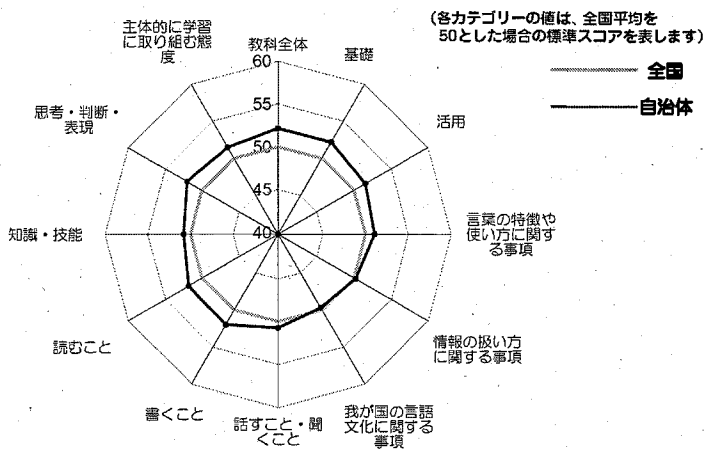 (各カテゴリーの値は、全国平均を
50とした場合の標準スコアを表します)
全国
自治体
教科全体
基礎
活用
言葉の特徴や
使い方に関す
る事項
情報の扱い方
に関する事項
我が国の言語
文化に関する
事項
話すこと・聞
くこと
書くこと
読むこと
知識・技能
思考・判断・
表現
主体的に学習
に取り組む態
度
60
55
50
45
40